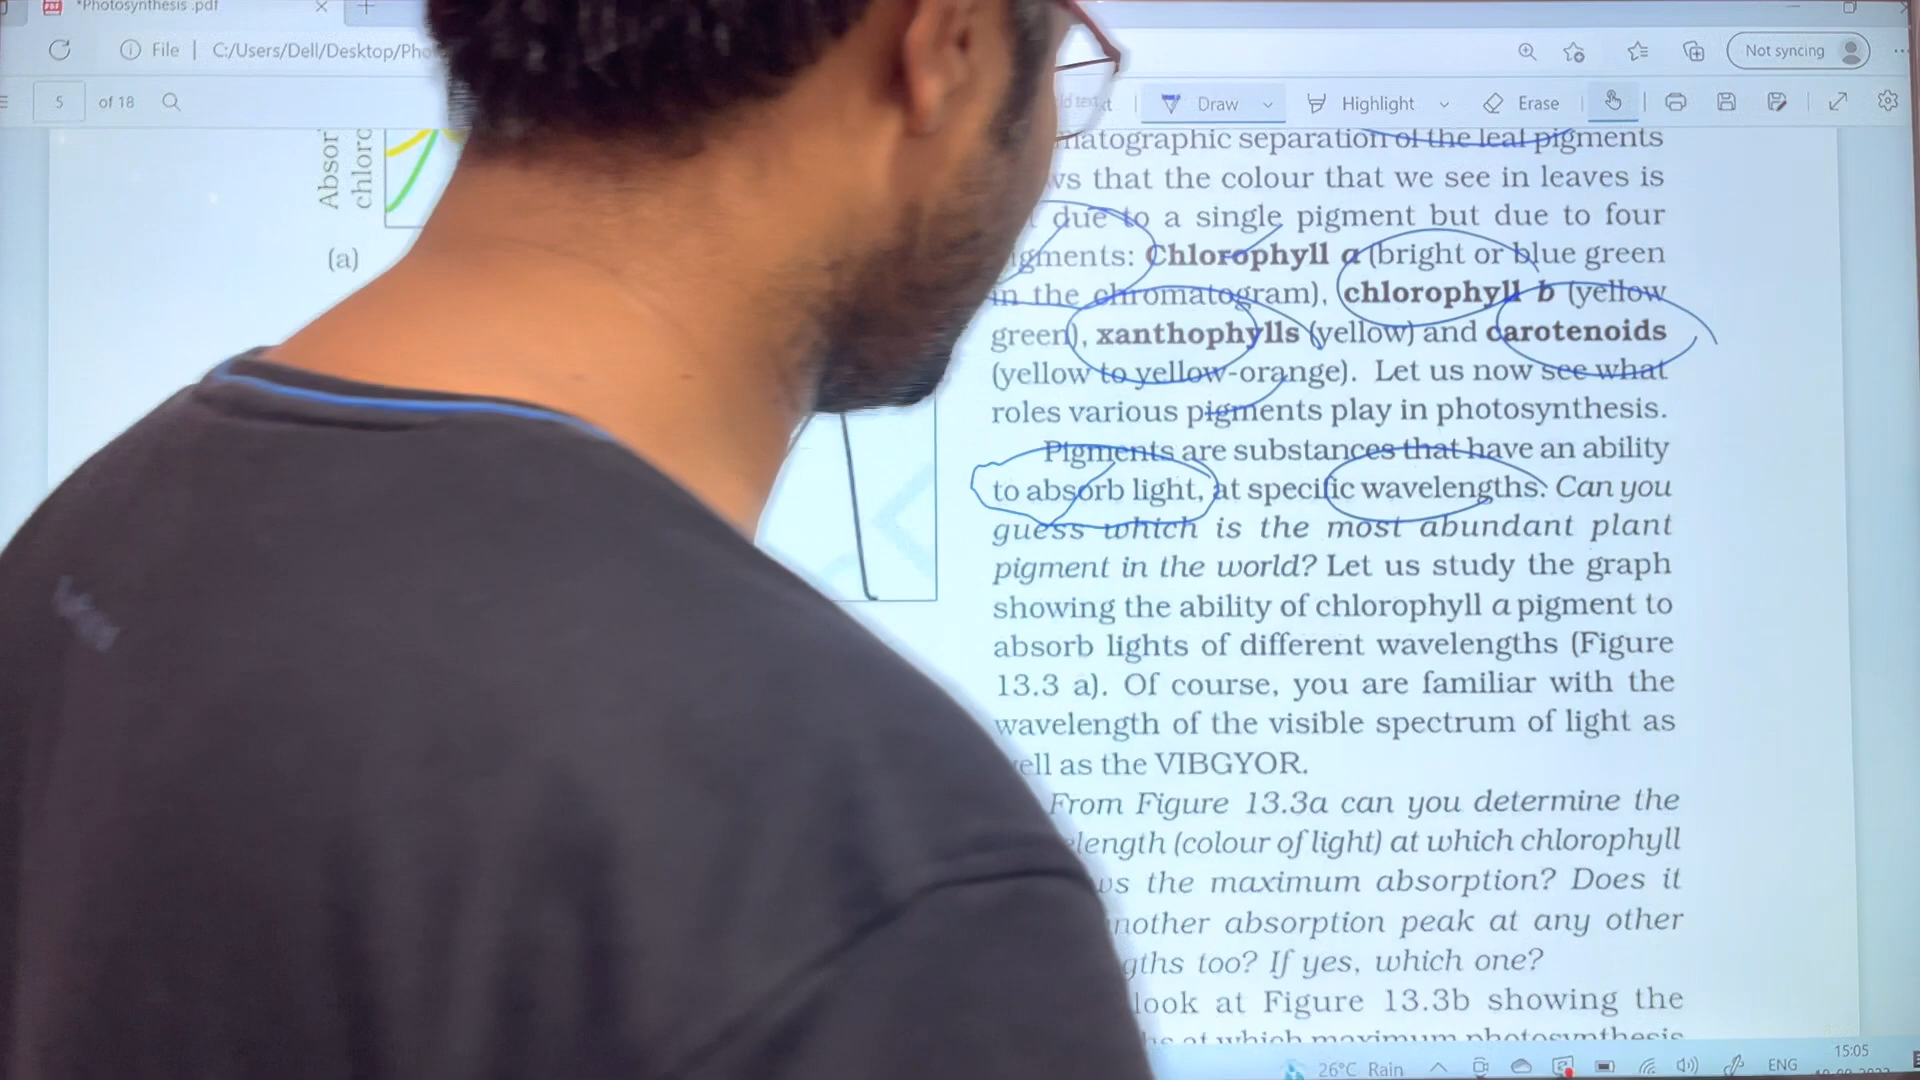 *Photosynthesis .pdf
File | C:/Users/Dell/Desktop/Pho
Not syncing
5 of 18
Draw
Highlight
Erase
Absor
chloro
(a)
matographic separation of the leaf pigments
ws that the colour that we see in leaves is
due to a single pigment but due to four
igments: Chlorophyll a (bright or blue green
in the chromatogram), chlorophyll b (yellow
green), xanthophylls (yellow) and carotenoids
(yellow to yellow-orange). Let us now see what
roles various pigments play in photosynthesis.
Pigments are substances that have an ability
to absorb light, at specific wavelengths. Can you
guess which is the most abundant plant
pigment in the world? Let us study the graph
showing the ability of chlorophyll a pigment to
absorb lights of different wavelengths (Figure
13.3 a). Of course, you are familiar with the
wavelength of the visible spectrum of light as
ell as the VIBGYOR.
From Figure 13.3a can you determine the
elength (colour of light) at which chlorophyll
ws the maximum absorption? Does it
nother absorption peak at any other
gths too? If yes, which one?
look at Figure 13.3b showing the
at which maximum photosynthesis
26°C Rain
ENG
15:05